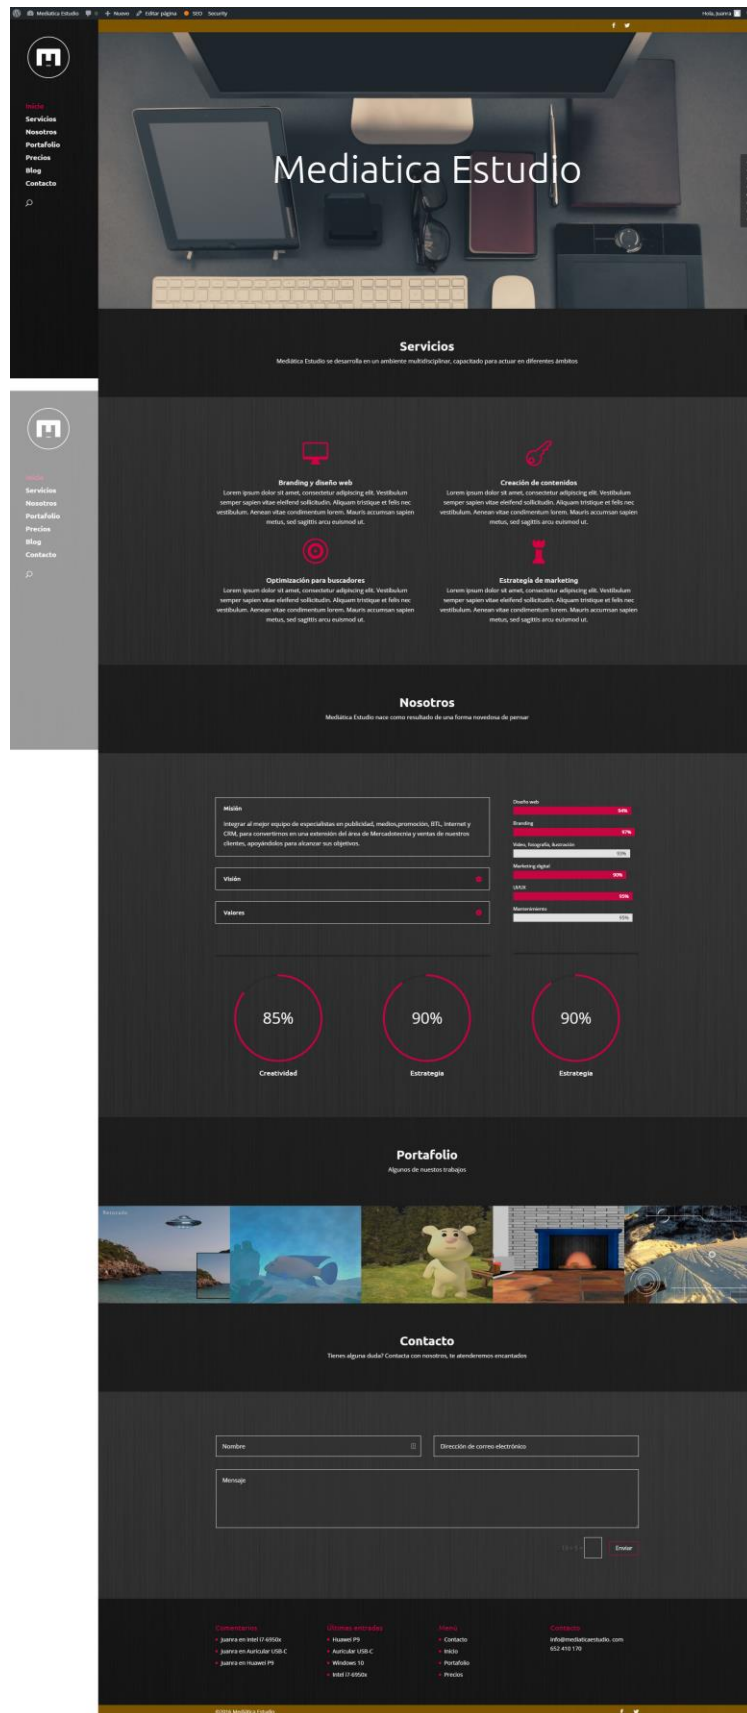 Mediatica Estudio
Nuevo
Editar página
SEO
Security
Hola, Juanra
Inicio
Servicios
Nosotros
Portafolio
Precios
Blog
Contacto
Mediatica Estudio
Servicios
Mediática Estudio se desarrolla en un ambiente multidisciplinar, capacitado para actuar en diferentes ámbitos
Inicio
Servicios
Nosotros
Portafolio
Precios
Blog
Contacto
Branding y diseño web
Lorem ipsum dolor sit amet, consectetur adipiscing elit. Vestibulum
semper sapien vitae eleifend sollicitudin. Aliquam tristique et felis nec
vestibulum. Aenean vitae condimentum lorem. Mauris accumsan sapien
metus, sed sagittis arcu euismod ut.
Creación de contenidos
Lorem ipsum dolor sit amet, consectetur adipiscing elit. Vestibulum
semper sapien vitae eleifend sollicitudin. Aliquam tristique et felis nec
vestibulum. Aenean vitae condimentum lorem. Mauris accumsan sapien
metus, sed sagittis arcu euismod ut.
Optimización para buscadores
Lorem ipsum dolor sit amet, consectetur adipiscing elit. Vestibulum
semper sapien vitae eleifend sollicitudin. Aliquam tristique et felis nec
vestibulum. Aenean vitae condimentum lorem. Mauris accumsan sapien
metus, sed sagittis arcu euismod ut.
Estrategia de marketing
Lorem ipsum dolor sit amet, consectetur adipiscing elit. Vestibulum
semper sapien vitae eleifend sollicitudin. Aliquam tristique et felis nec
vestibulum. Aenean vitae condimentum lorem. Mauris accumsan sapien
metus, sed sagittis arcu euismod ut.
Nosotros
Mediática Estudio nace como resultado de una forma novedosa de pensar
Misión
Integrar al mejor equipo de especialistas en publicidad, medios,promoción, BTL, Internet y
CRM, para convertirnos en una extensión del área de Mercadotecnia y ventas de nuestros
clientes, apoyándolos para alcanzar sus objetivos.
Visión
Valores
Diseño web
94%
Branding
97%
Video, fotografía, ilustración
93%
Marketing digital
90%
UI/UX
95%
Mantenimiento
95%
85%
Creatividad
90%
Estrategia
90%
Estrategia
Portafolio
Algunos de nuestos trabajos
Contacto
Tienes alguna duda? Contacta con nosotros, te atenderemos encantados
Nombre
Dirección de correo electrónico
Mensaje
Enviar
Comentarios
Juanra en Intel i7-6950x
Juanra en Auricular USB-C
Juanra en Huawei P9
Últimas entradas
Huawei P9
Auricular USB-C
Windows 10
Intel i7-6950x
Menú
Contacto
Inicio
Portafolio
Precios
Contacto
info@mediaticaestudio. com
652 410 170
©2016 Mediática Estudio